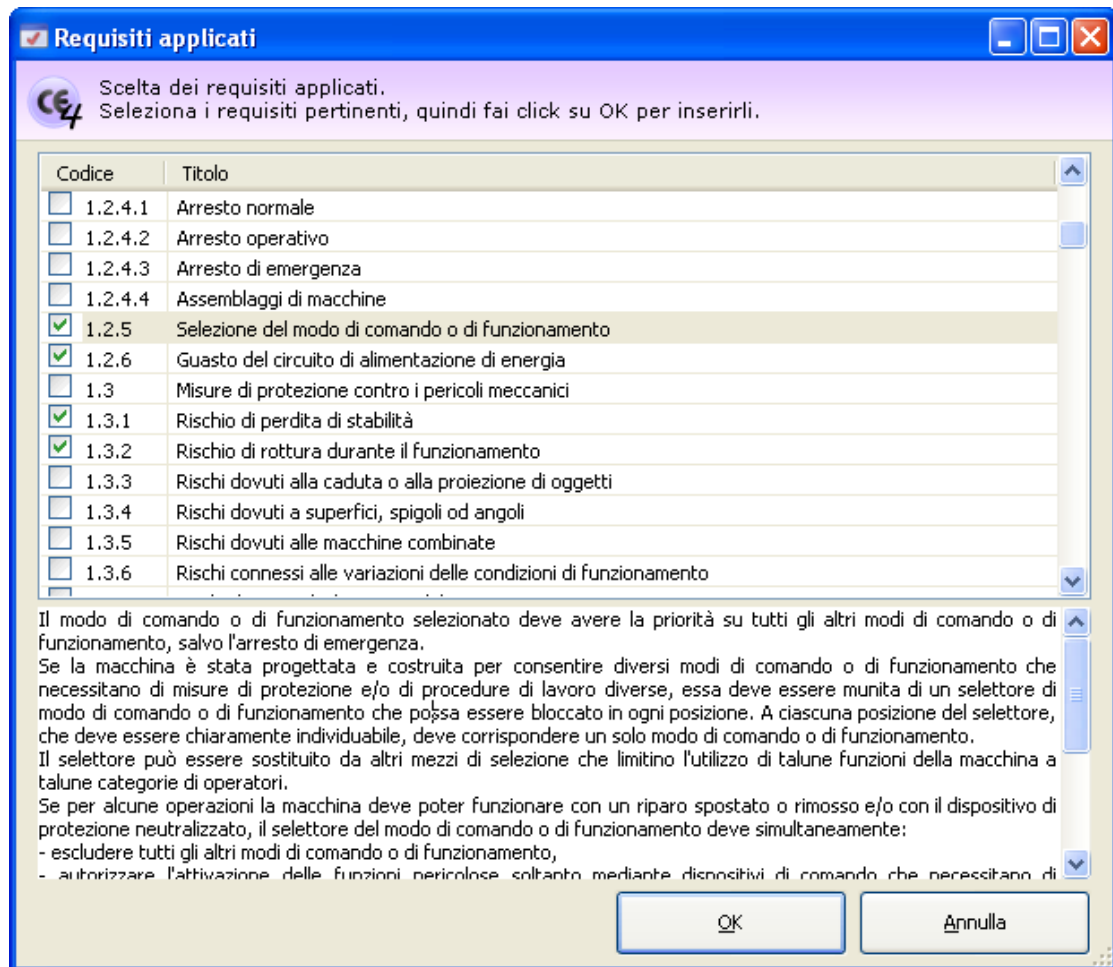 Requisiti applicati
CE4
Scelta dei requisiti applicati.
Seleziona i requisiti pertinenti, quindi fai click su OK per inserirli.
Codice Titolo
1.2.4.1 Arresto normale
1.2.4.2 Arresto operativo
1.2.4.3 Arresto di emergenza
1.2.4.4 Assemblaggi di macchine
1.2.5 Selezione del modo di comando o di funzionamento
1.2.6 Guasto del circuito di alimentazione di energia
1.3 Misure di protezione contro i pericoli meccanici
1.3.1 Rischio di perdita di stabilità
1.3.2 Rischio di rottura durante il funzionamento
1.3.3 Rischi dovuti alla caduta o alla proiezione di oggetti
1.3.4 Rischi dovuti a superfici, spigoli od angoli
1.3.5 Rischi dovuti alle macchine combinate
1.3.6 Rischi connessi alle variazioni delle condizioni di funzionamento
Il modo di comando o di funzionamento selezionato deve avere la priorità su tutti gli altri modi di comando o di
funzionamento, salvo l'arresto di emergenza.
Se la macchina è stata progettata e costruita per consentire diversi modi di comando o di funzionamento che
necessitano di misure di protezione e/o di procedure di lavoro diverse, essa deve essere munita di un selettore di
modo di comando o di funzionamento che possa essere bloccato in ogni posizione. A ciascuna posizione del selettore,
che deve essere chiaramente individuabile, deve corrispondere un solo modo di comando o di funzionamento.
Il selettore può essere sostituito da altri mezzi di selezione che limitino l'utilizzo di talune funzioni della macchina a
talune categorie di operatori.
Se per alcune operazioni la macchina deve poter funzionare con un riparo spostato o rimosso e/o con il dispositivo di
protezione neutralizzato, il selettore del modo di comando o di funzionamento deve simultaneamente:
- escludere tutti gli altri modi di comando o di funzionamento,
- autorizzare l'attivazione delle funzioni pericolose soltanto mediante dispositivi di comando che necessitano di
OK Annulla